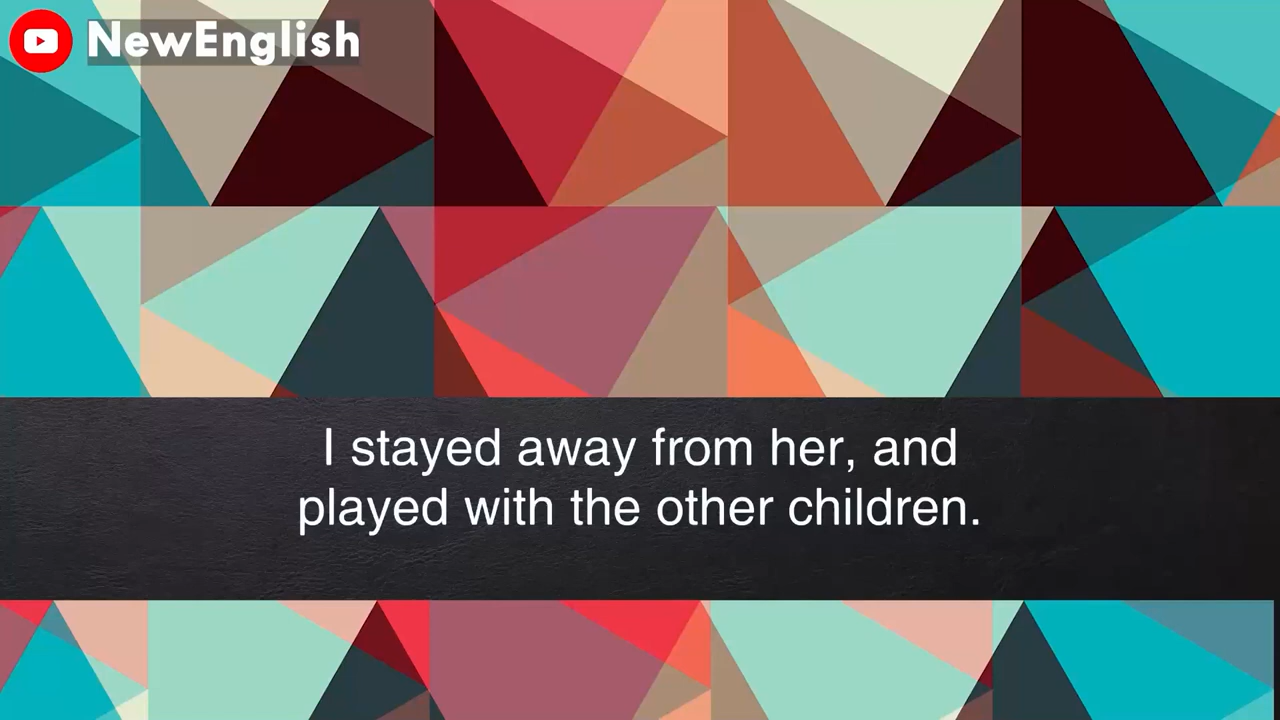 NewEnglish
I stayed away from her, and
played with the other children.